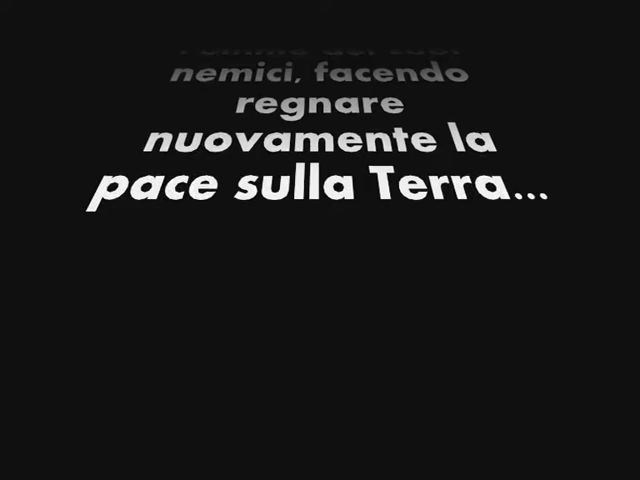 nemici, facendo
regnare
nuovamente la
pace sulla Terra...